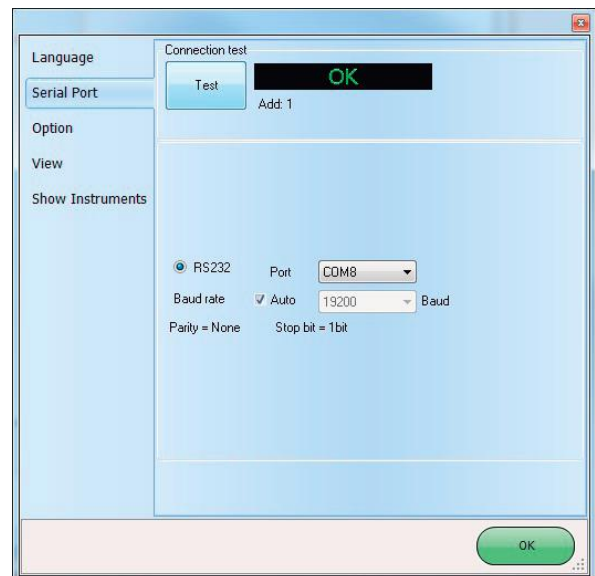 Language
Serial Port
Option
View
Show Instruments
Connection test
Test
OK
Add: 1
RS232 Port COM8
Baud rate Auto 19200 Baud
Parity = None Stop bit = 1bit
OK